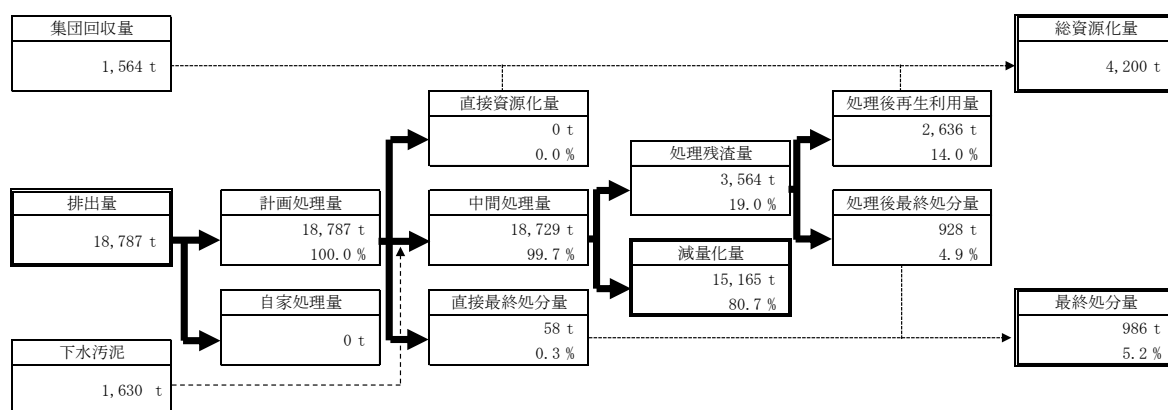 集団回収量
1,564 t
総資源化量
4,200 t
直接資源化量
0 t
0.0 %
処理後再生利用量
2,636 t
14.0 %
処理残渣量
3,564 t
19.0 %
排出量
18,787 t
計画処理量
18,787 t
100.0 %
中間処理量
18,729 t
99.7 %
処理後最終処分量
928 t
4.9 %
減量化量
15,165 t
80.7 %
自家処理量
0 t
直接最終処分量
58 t
0.3 %
最終処分量
986 t
5.2 %
下水汚泥
1,630 t